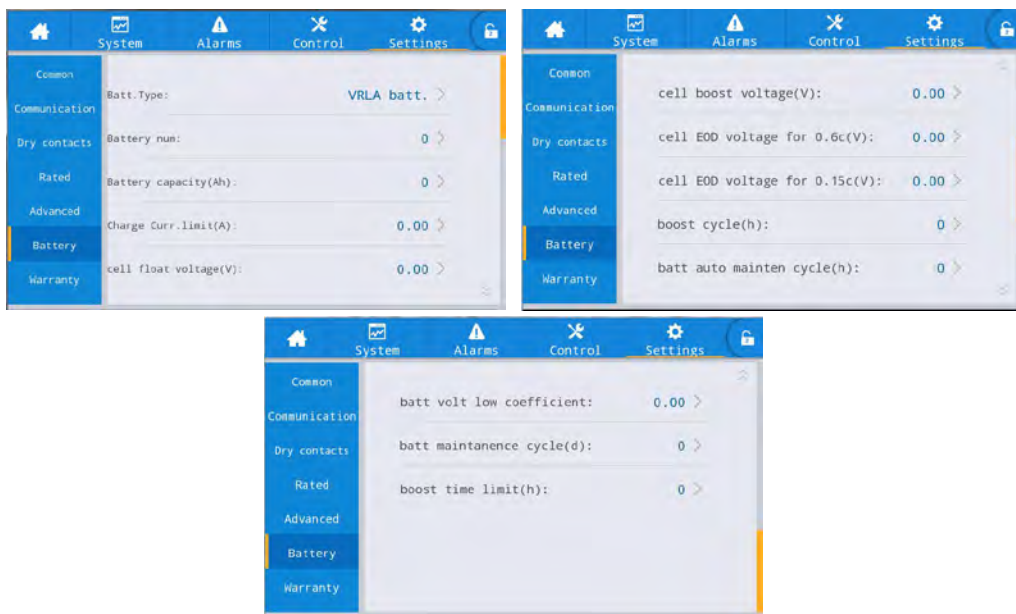 System Alarms Control Settings
Common
Communication
Dry contacts
Rated
Advanced
Battery
Warranty
Batt.Type: VRLA batt. >
Battery num: 0 >
Battery capacity(Ah): 0 >
Charge Curr.limit(A): 0.00 >
cell float voltage(V): 0.00 >
System Alarms Control Settings
Common
Communication
Dry contacts
Rated
Advanced
Battery
Warranty
cell boost voltage(V): 0.00 >
cell EOD voltage for 0.6c(V): 0.00 >
cell EOD voltage for 0.15c(V): 0.00 >
boost cycle(h): 0 >
batt auto mainten cycle(h): 0 >
System Alarms Control Settings
Common
Communication
Dry contacts
Rated
Advanced
Battery
Warranty
batt volt low coefficient: 0.00 >
batt maintanence cycle(d): 0 >
boost time limit(h): 0 >